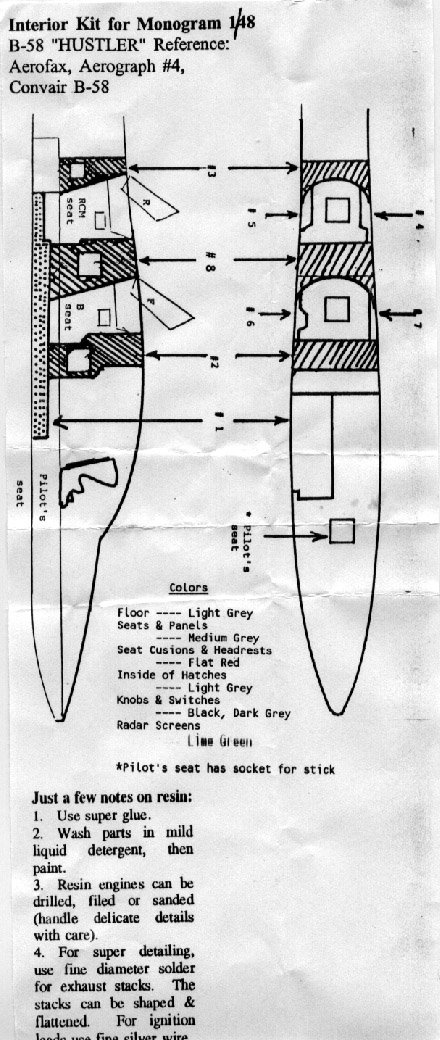 Interior Kit for Monogram 1/48
B-58 "HUSTLER" Reference:
Aerofax, Aerograph #4,
Convair B-58
#3
RCM
seat
R
# 5
# 4
# 8
B
seat
F
# 6
# 7
#2
# 1
Pilot's
seat
* Pilot's
seat
Colors
Floor ---- Light Grey
Seats & Panels
---- Medium Grey
Seat Cusions & Headrests
---- Flat Red
Inside of Hatches
---- Light Grey
Knobs & Switches
---- Black, Dark Grey
Radar Screens
Lime Green
*Pilot's seat has socket for stick
Just a few notes on resin:
1. Use super glue.
2. Wash parts in mild
liquid detergent, then
paint.
3. Resin engines can be
drilled, filed or sanded
(handle delicate details
with care).
4. For super detailing,
use fine diameter solder
for exhaust stacks. The
stacks can be shaped &
flattened. For ignition
leads use fine silver wire